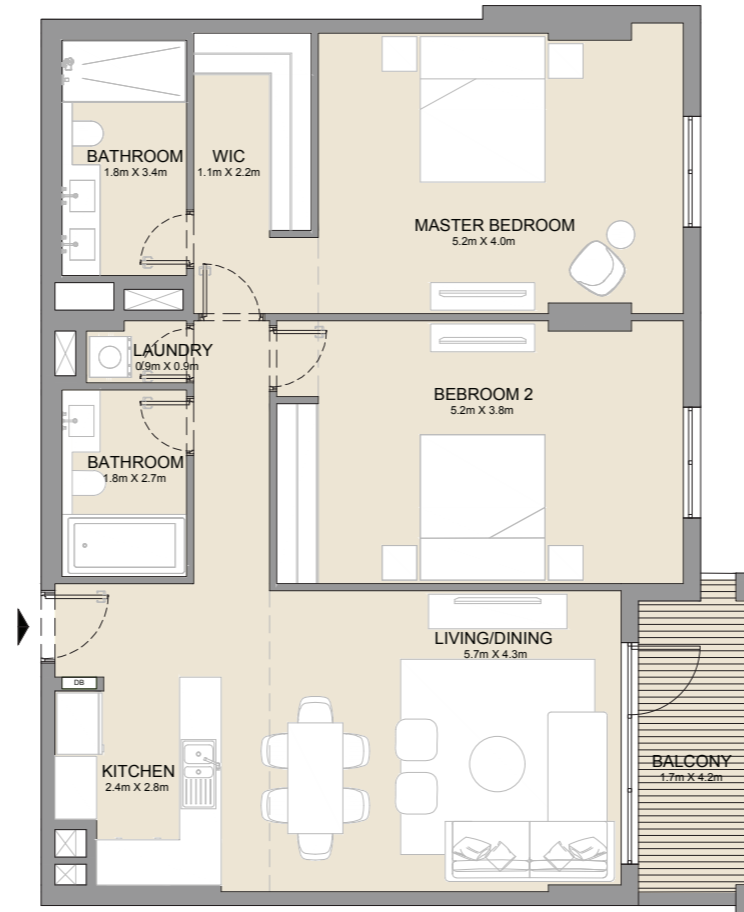 BATHROOM
1.8m X 3.4m
WIC
1.1m X 2.2m
MASTER BEDROOM
5.2m X 4.0m
LAUNDRY
0.9m X 0.9m
BEBROOM 2
5.2m X 3.8m
BATHROOM
1.8m X 2.7m
LIVING/DINING
5.7m X 4.3m
DB
KITCHEN
2.4m X 2.8m
BALCONY
1.7m X 4.2m